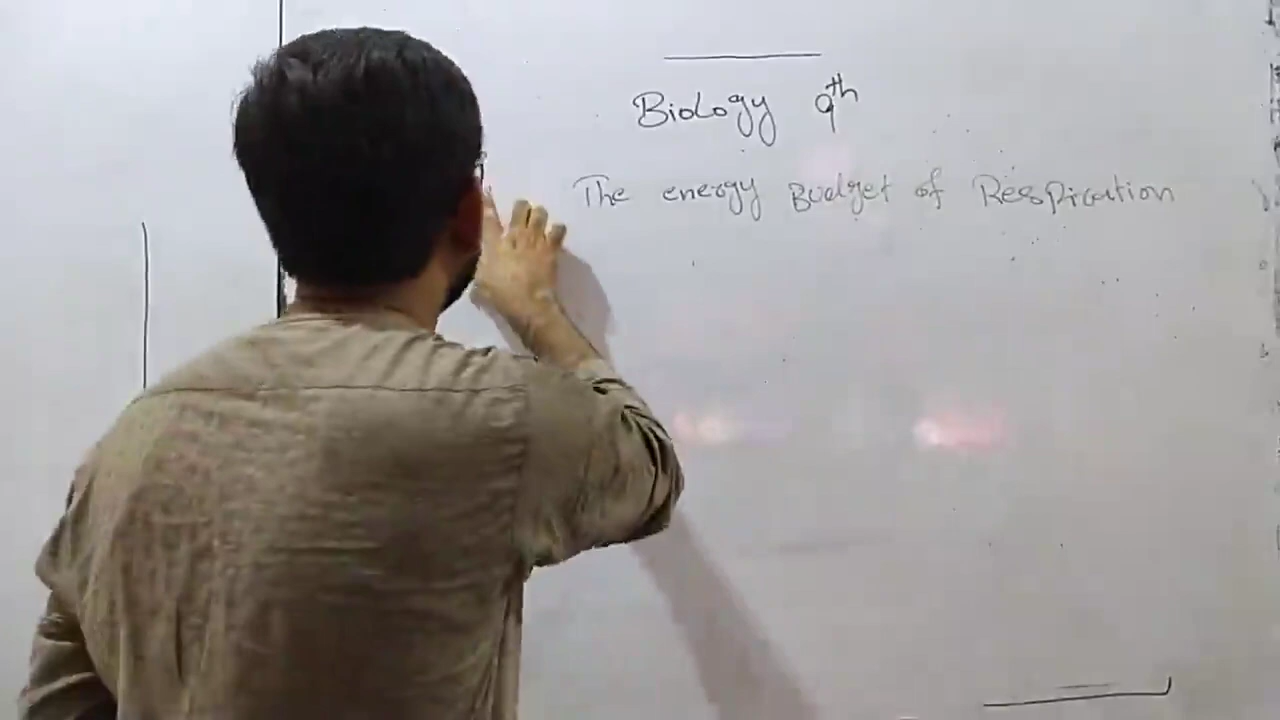 Biology 9th
The energy Budget of Respiration